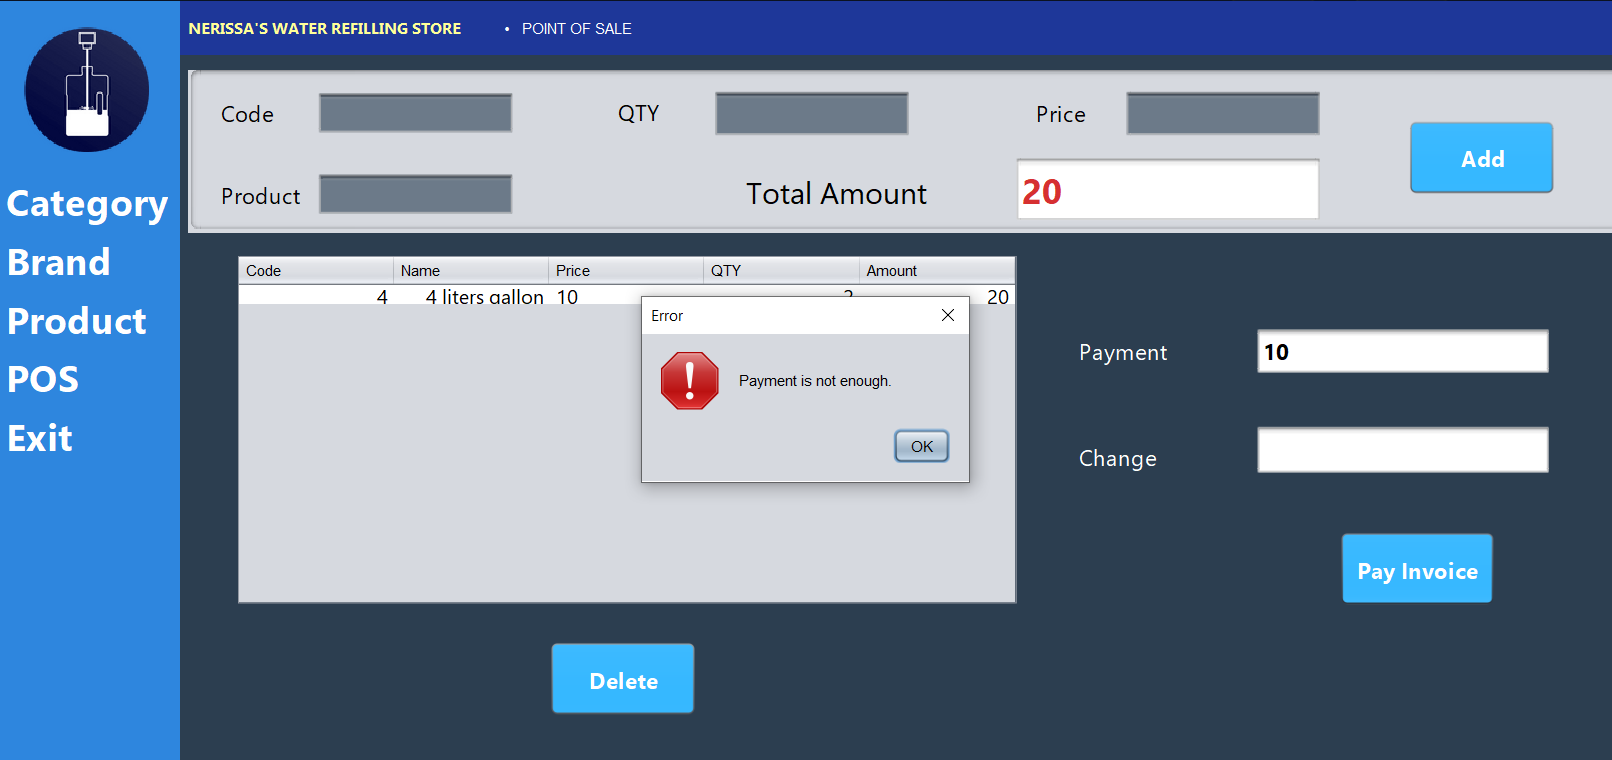 NERISSA'S WATER REFILLING STORE • POINT OF SALE
Category
Brand
Product
POS
Exit
Code QTY Price
Add
Product Total Amount 20
Code Name Price QTY Amount
4 4 liters gallon 10 2 20
Error
Payment is not enough.
OK
Payment 10
Change
Pay Invoice
Delete